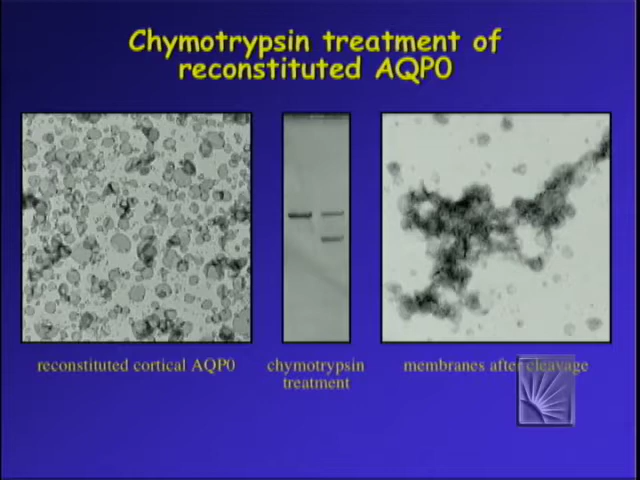 Chymotrypsin treatment of
reconstituted AQP0
reconstituted cortical AQP0
chymotrypsin
treatment
membranes after cleavage